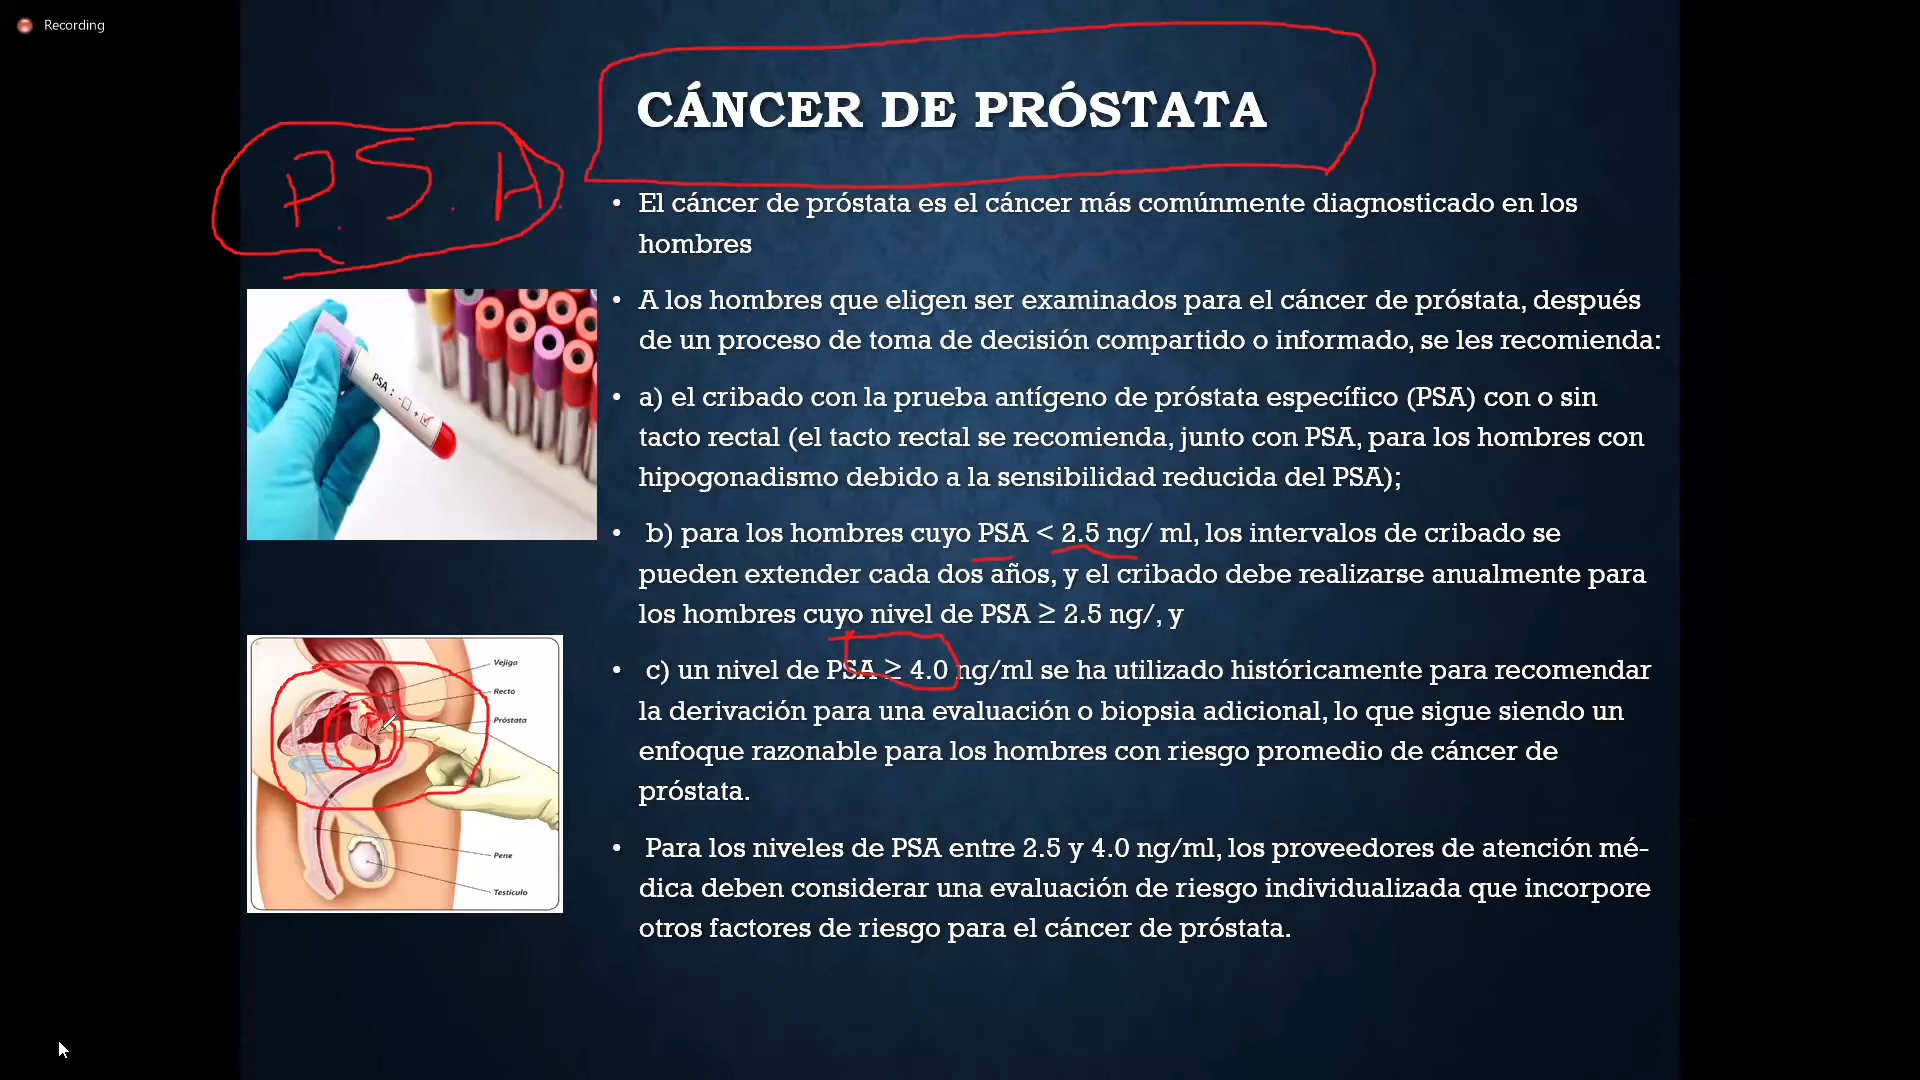 Recording
CÁNCER DE PRÓSTATA
P.S.A.
• El cáncer de próstata es el cáncer más comúnmente diagnosticado en los
hombres
• A los hombres que eligen ser examinados para el cáncer de próstata, después
de un proceso de toma de decisión compartido o informado, se les recomienda:
• a) el cribado con la prueba antígeno de próstata específico (PSA) con o sin
tacto rectal (el tacto rectal se recomienda, junto con PSA, para los hombres con
hipogonadismo debido a la sensibilidad reducida del PSA);
• b) para los hombres cuyo PSA < 2.5 ng/ ml, los intervalos de cribado se
pueden extender cada dos años, y el cribado debe realizarse anualmente para
los hombres cuyo nivel de PSA ≥ 2.5 ng/, y
• c) un nivel de PSA ≥ 4.0 ng/ml se ha utilizado históricamente para recomendar
la derivación para una evaluación o biopsia adicional, lo que sigue siendo un
enfoque razonable para los hombres con riesgo promedio de cáncer de
próstata.
• Para los niveles de PSA entre 2.5 y 4.0 ng/ml, los proveedores de atención mé-
dica deben considerar una evaluación de riesgo individualizada que incorpore
otros factores de riesgo para el cáncer de próstata.
PSA : -☐ +☑
Vejiga
Recto
Próstata
Pene
Testículo